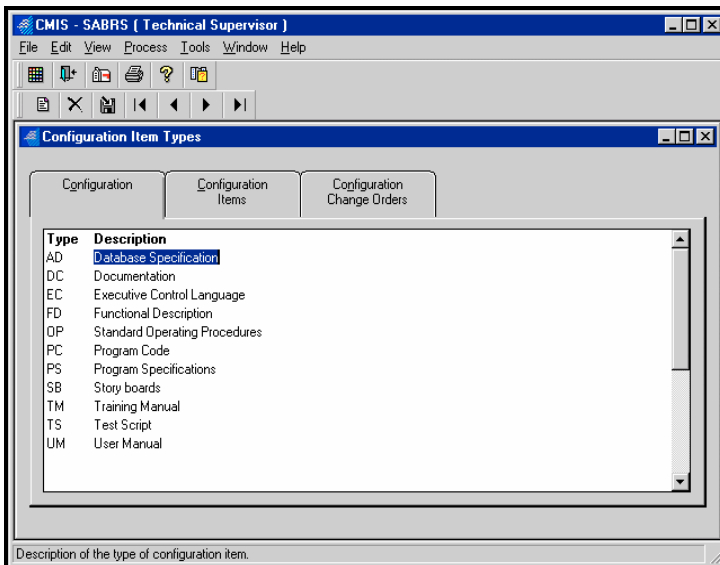 CMIS - SABRS ( Technical Supervisor )
File Edit View Process Tools Window Help
Configuration Item Types
Configuration
Configuration Items
Configuration Change Orders
Type Description
AD Database Specification
DC Documentation
EC Executive Control Language
FD Functional Description
OP Standard Operating Procedures
PC Program Code
PS Program Specifications
SB Story boards
TM Training Manual
TS Test Script
UM User Manual
Description of the type of configuration item.